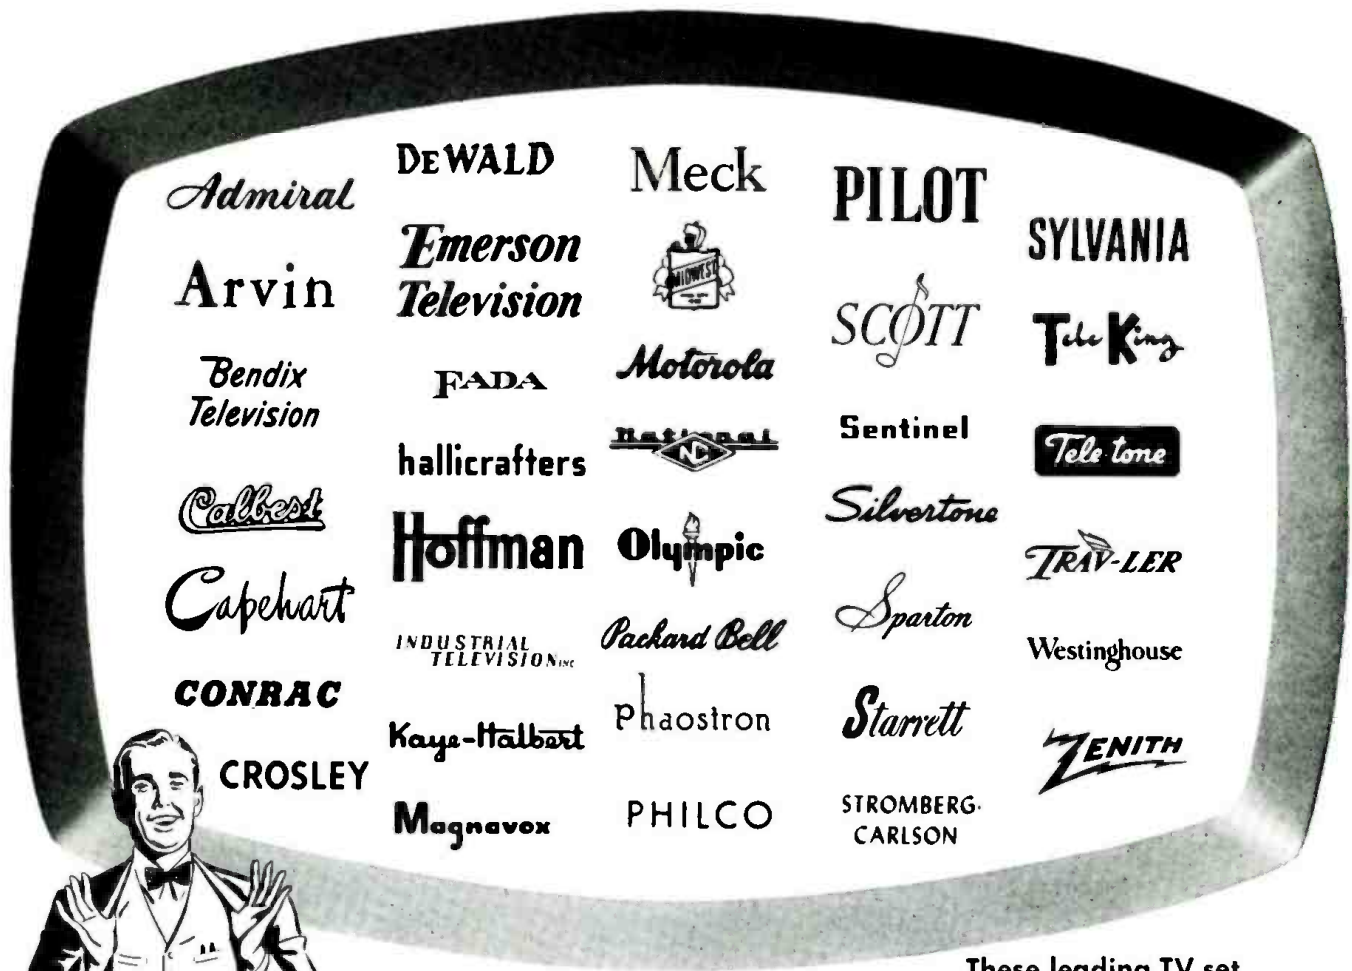 Admiral
Arvin
Bendix
Television
Calbest
Capehart
CONRAC
CROSLEY
DEWALD
Emerson
Television
FADA
hallicrafters
Hoffman
INDUSTRIAL
TELEVISION INC
Kaye-Halbert
Magnavox
Meck
MIDWEST
Motorola
National
NC
Olympic
Packard Bell
Phaostron
PHILCO
PILOT
SCOTT
Sentinel
Silvertone
Sparton
Starrett
STROMBERG-
CARLSON
SYLVANIA
Tele King
Tele tone
TRAV-LER
Westinghouse
ZENITH
These leading TV set